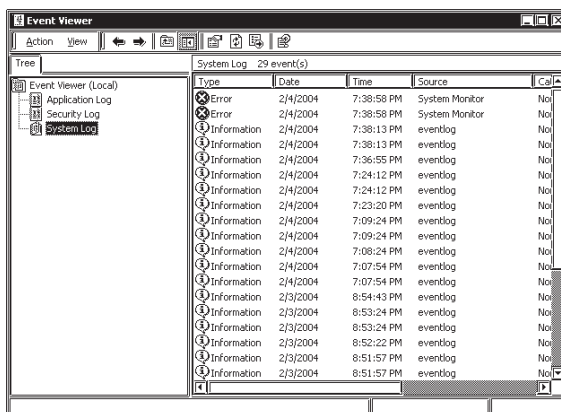 Event Viewer
Action View
Tree
System Log 29 event(s)
Event Viewer (Local)
Application Log
Security Log
System Log
Type Date Time Source
Error 2/4/2004 7:38:58 PM System Monitor
Error 2/4/2004 7:38:58 PM System Monitor
Information 2/4/2004 7:38:13 PM eventlog
Information 2/4/2004 7:38:13 PM eventlog
Information 2/4/2004 7:36:55 PM eventlog
Information 2/4/2004 7:24:12 PM eventlog
Information 2/4/2004 7:24:12 PM eventlog
Information 2/4/2004 7:23:20 PM eventlog
Information 2/4/2004 7:09:24 PM eventlog
Information 2/4/2004 7:09:24 PM eventlog
Information 2/4/2004 7:08:24 PM eventlog
Information 2/4/2004 7:07:54 PM eventlog
Information 2/4/2004 7:07:54 PM eventlog
Information 2/3/2004 8:54:43 PM eventlog
Information 2/3/2004 8:53:24 PM eventlog
Information 2/3/2004 8:53:24 PM eventlog
Information 2/3/2004 8:52:22 PM eventlog
Information 2/3/2004 8:51:57 PM eventlog
Information 2/3/2004 8:51:57 PM eventlog